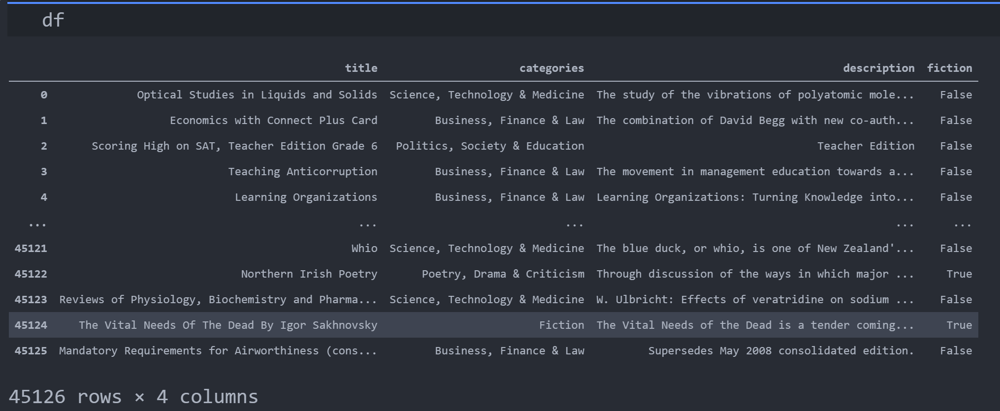 df
title categories description fiction
0 Optical Studies in Liquids and Solids Science, Technology & Medicine The study of the vibrations of polyatomic mole... False
1 Economics with Connect Plus Card Business, Finance & Law The combination of David Begg with new co-auth... False
2 Scoring High on SAT, Teacher Edition Grade 6 Politics, Society & Education Teacher Edition False
3 Teaching Anticorruption Business, Finance & Law The movement in management education towards a... False
4 Learning Organizations Business, Finance & Law Learning Organizations: Turning Knowledge into... False
... ... ... ... ...
45121 Whio Science, Technology & Medicine The blue duck, or whio, is one of New Zealand'... False
45122 Northern Irish Poetry Poetry, Drama & Criticism Through discussion of the ways in which major ... True
45123 Reviews of Physiology, Biochemistry and Pharma... Science, Technology & Medicine W. Ulbricht: Effects of veratridine on sodium ... False
45124 The Vital Needs Of The Dead By Igor Sakhnovsky Fiction The Vital Needs of the Dead is a tender coming... True
45125 Mandatory Requirements for Airworthiness (cons... Business, Finance & Law Supersedes May 2008 consolidated edition. False
45126 rows × 4 columns